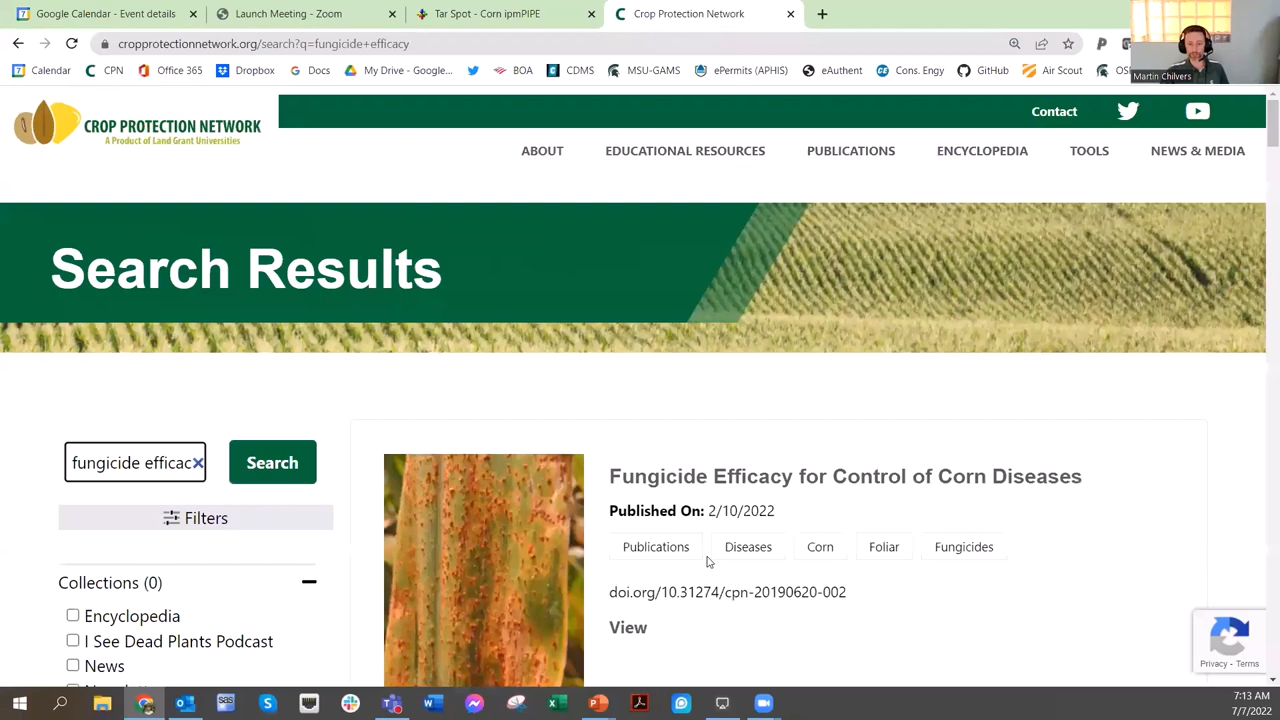 Google Calendar - Event details
Launch Meeting - Zoom
Tar Spot - Corn ipmPIPE
Crop Protection Network
cropprotectionnetwork.org/search?q=fungicide+efficacy
Calendar
CPN
Office 365
Dropbox
Docs
My Drive - Google...
BOA
CDMS
MSU-GAMS
ePermits (APHIS)
eAuthent
Cons. Engy
GitHub
Air Scout
Martin Chilvers
CROP PROTECTION NETWORK
A Product of Land Grant Universities
Contact
ABOUT
EDUCATIONAL RESOURCES
PUBLICATIONS
ENCYCLOPEDIA
TOOLS
NEWS & MEDIA
Search Results
fungicide efficac
Search
Filters
Collections (0)
Encyclopedia
I See Dead Plants Podcast
News
Fungicide Efficacy for Control of Corn Diseases
Published On: 2/10/2022
Publications
Diseases
Corn
Foliar
Fungicides
doi.org/10.31274/cpn-20190620-002
View
Privacy - Terms
7:13 AM
7/7/2022